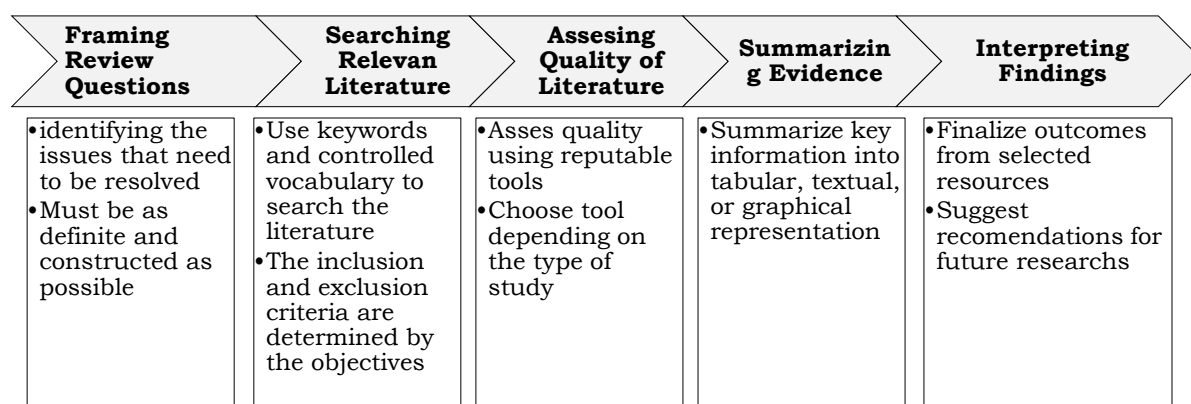 Framing
Review
Questions
Searching
Relevan
Literature
Assesing
Quality of
Literature
Summarizin
g Evidence
Interpreting
Findings
•identifying the
issues that need
to be resolved
•Must be as
definite and
constructed as
possible
•Use keywords
and controlled
vocabulary to
search the
literature
•The inclusion
and exclusion
criteria are
determined by
the objectives
•Asses quality
using reputable
tools
•Choose tool
depending on
the type of
study
•Summarize key
information into
tabular, textual,
or graphical
representation
•Finalize outcomes
from selected
resources
•Suggest
recomendations for
future researchs